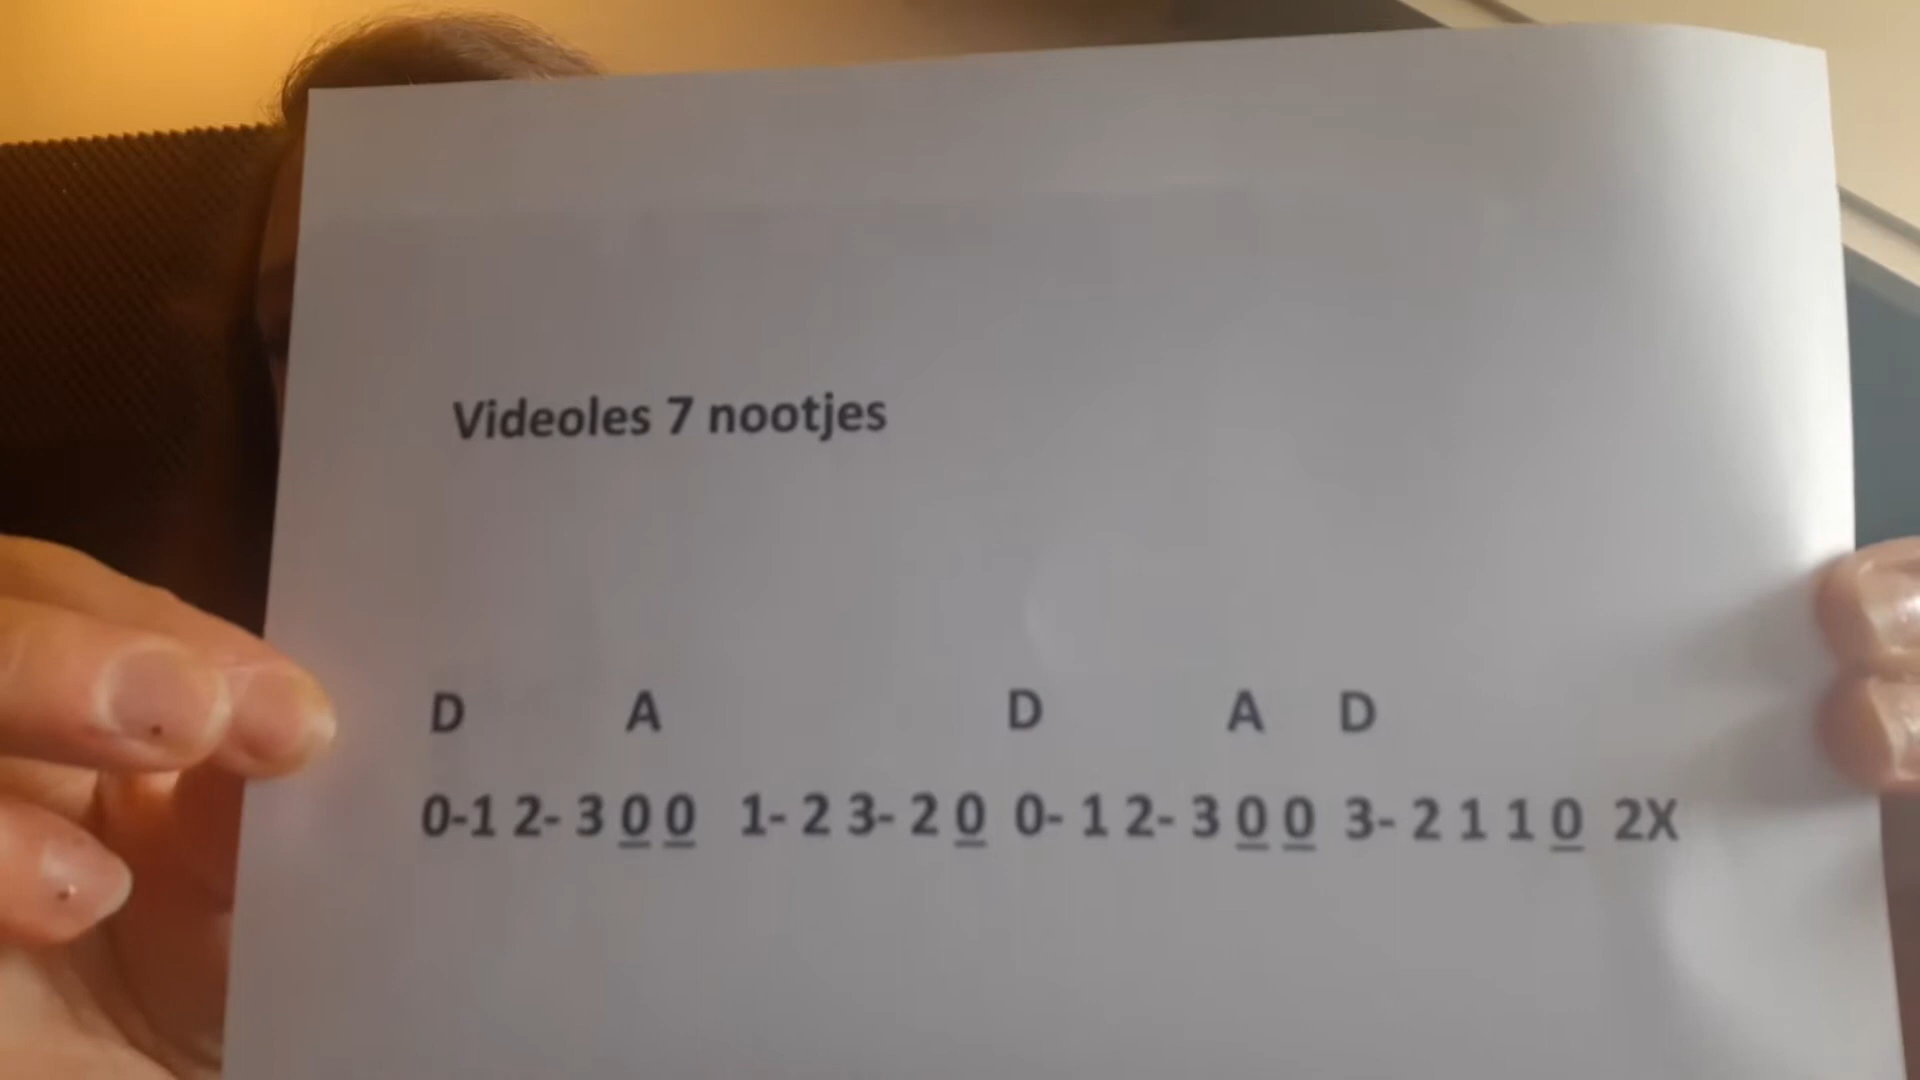 Videoles 7 nootjes
D A D A D
0-1 2- 3 0 0 1- 2 3- 2 0 0- 1 2- 3 0 0 3- 2 1 1 0 2X